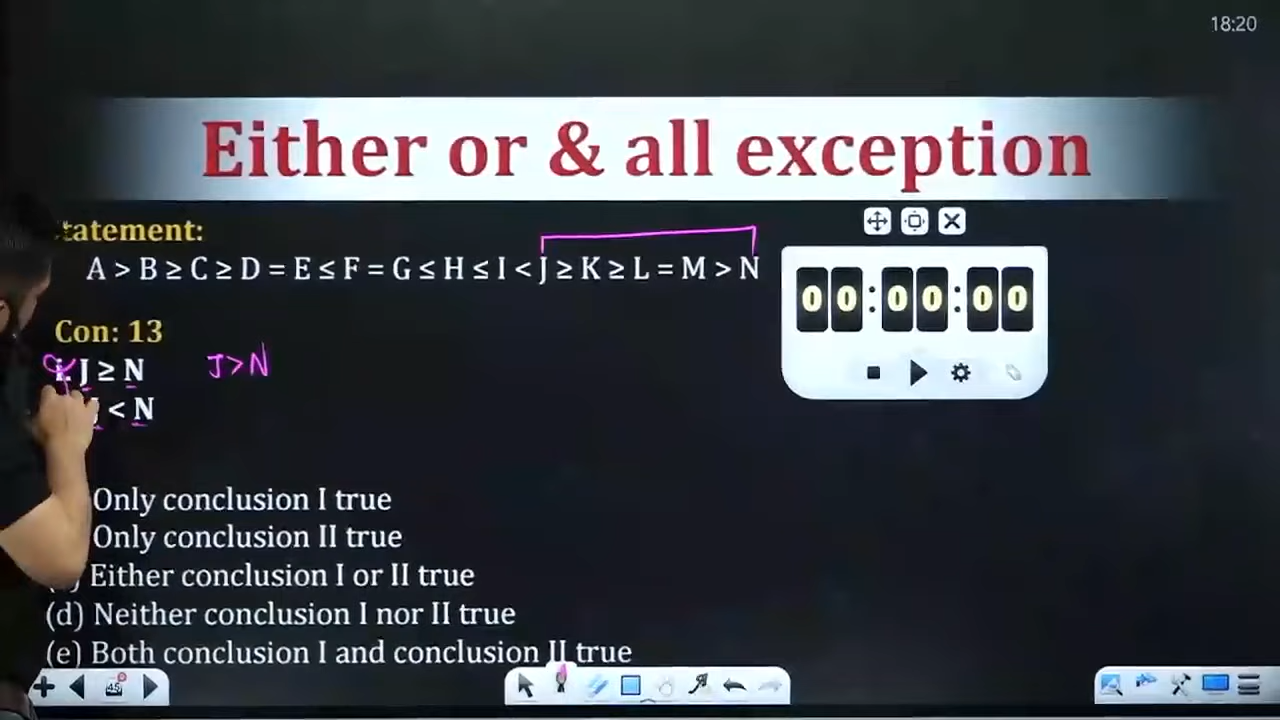 18:20
Either or & all exception
tatement:
A > B ≥ C ≥ D = E ≤ F = G ≤ H ≤ I < J ≥ K ≥ L = M > N
00:00:00
Con: 13
J ≥ N J > N
< N
Only conclusion I true
Only conclusion II true
Either conclusion I or II true
(d) Neither conclusion I nor II true
(e) Both conclusion I and conclusion II true
45